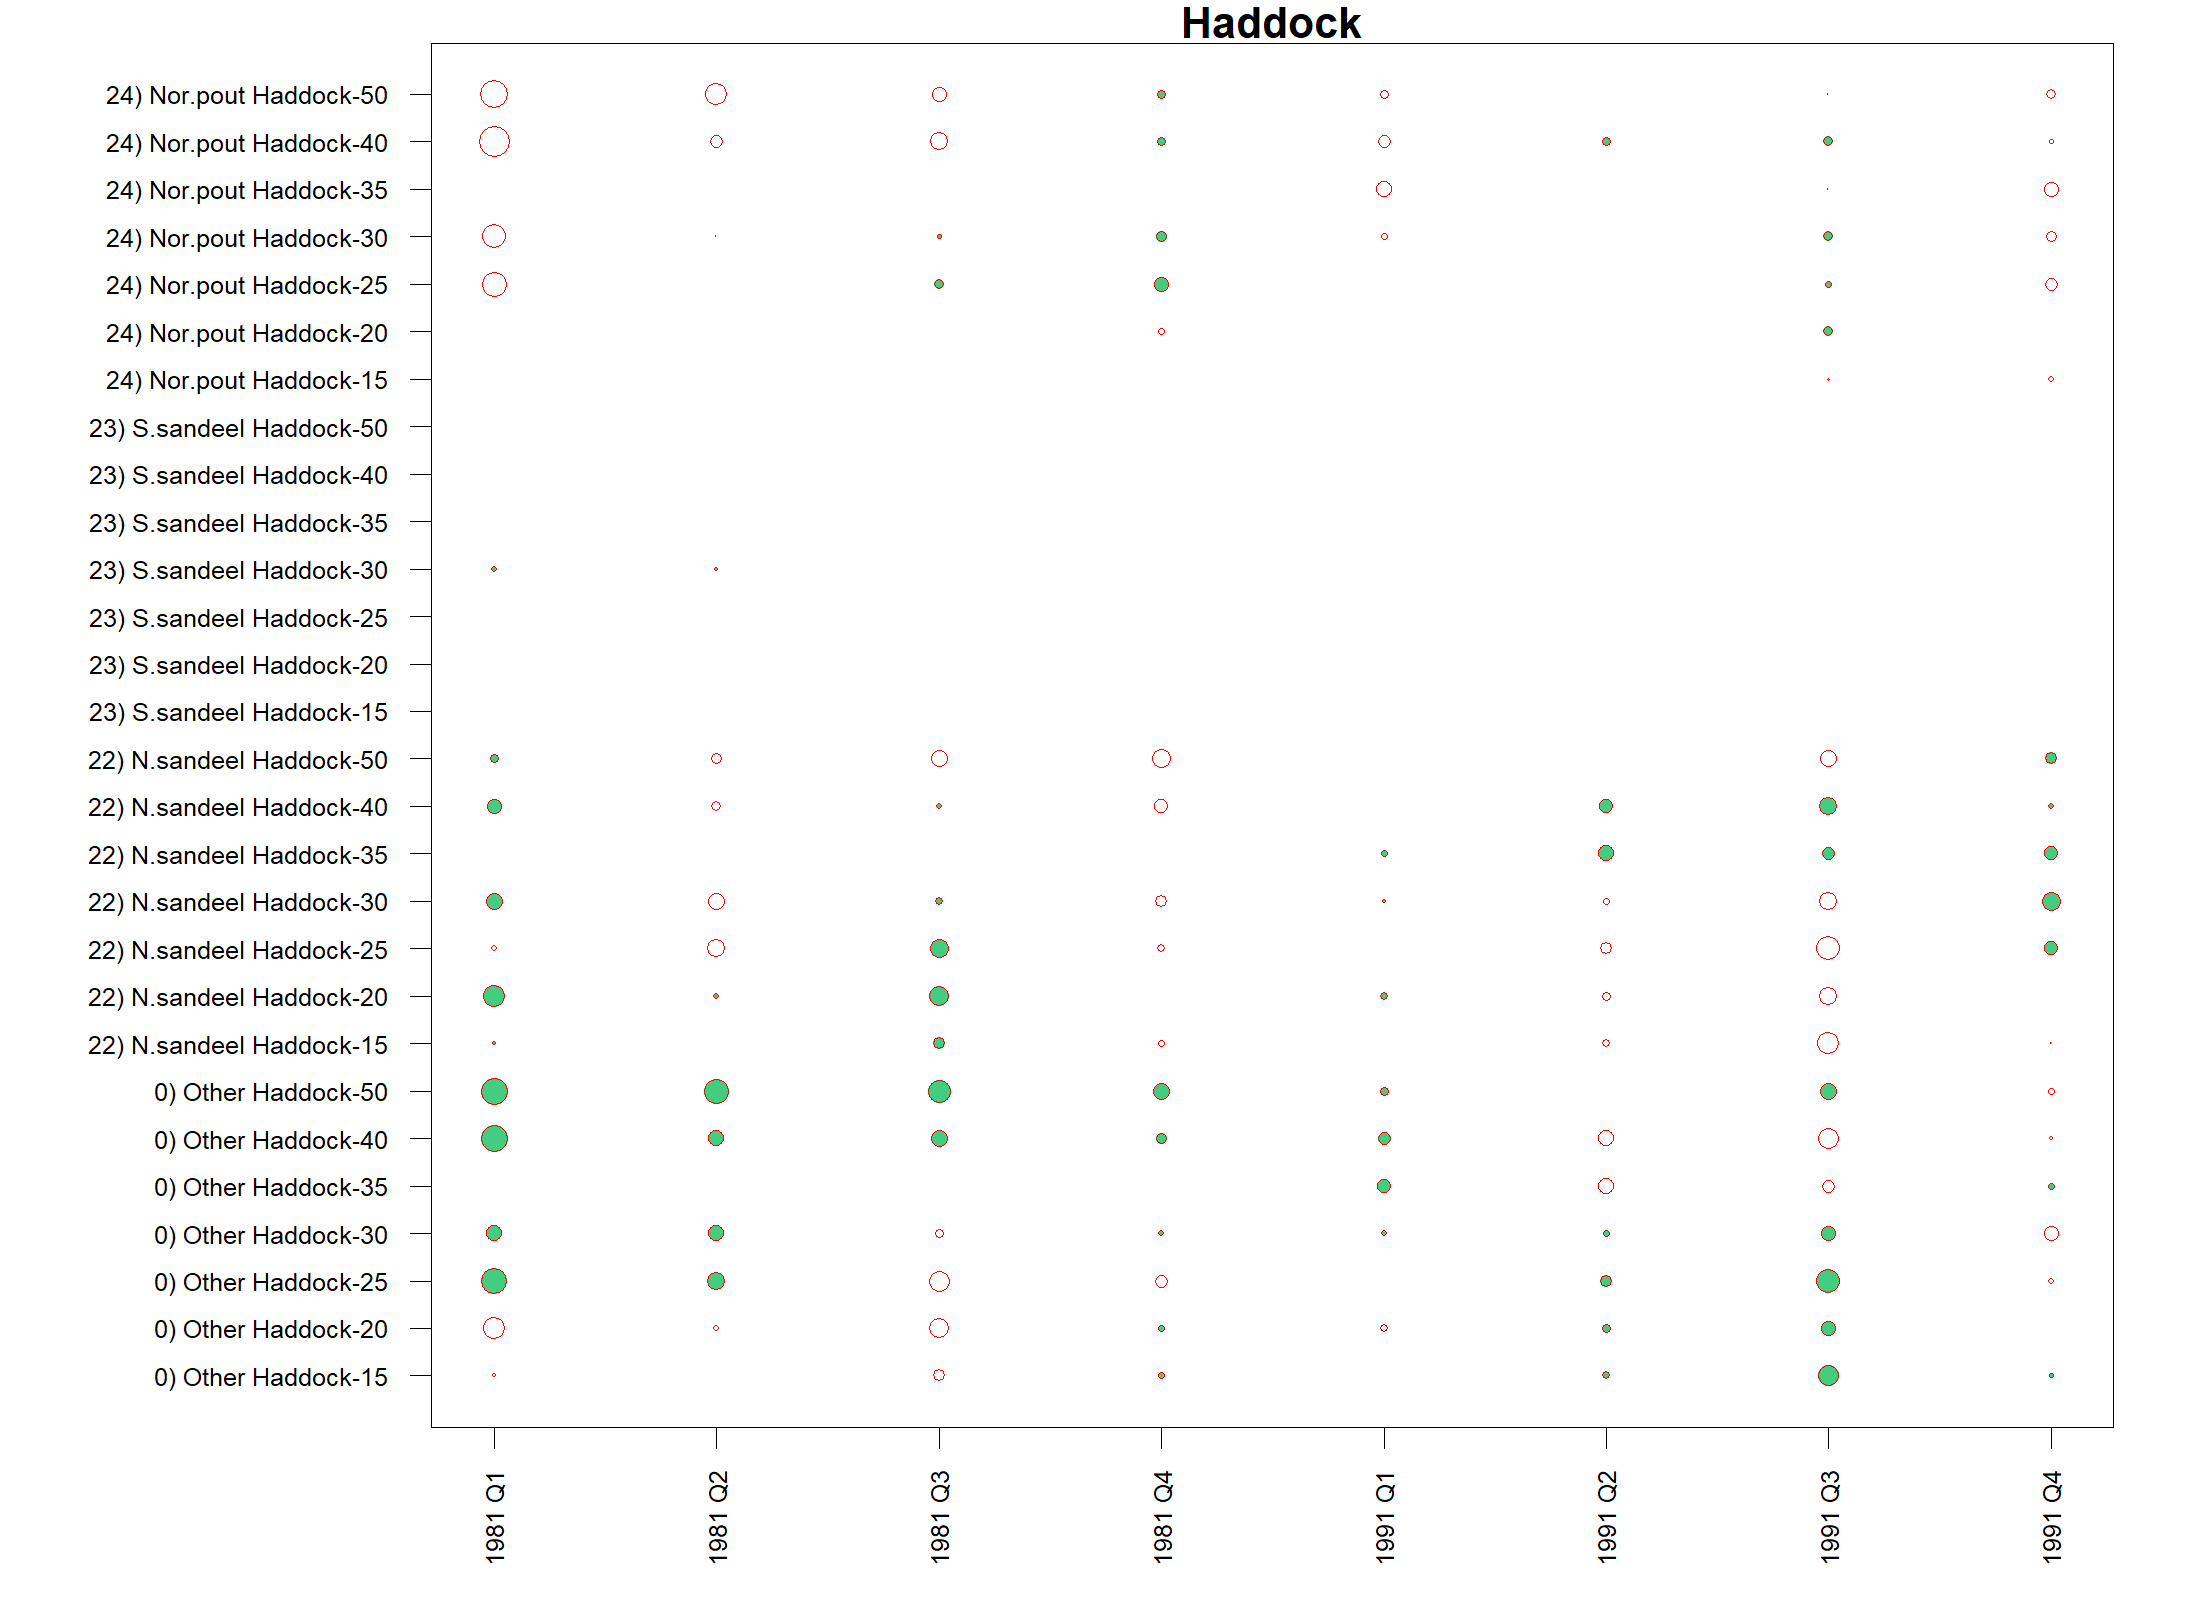 Haddock
24) Nor.pout Haddock-50
24) Nor.pout Haddock-40
24) Nor.pout Haddock-35
24) Nor.pout Haddock-30
24) Nor.pout Haddock-25
24) Nor.pout Haddock-20
24) Nor.pout Haddock-15
23) S.sandeel Haddock-50
23) S.sandeel Haddock-40
23) S.sandeel Haddock-35
23) S.sandeel Haddock-30
23) S.sandeel Haddock-25
23) S.sandeel Haddock-20
23) S.sandeel Haddock-15
22) N.sandeel Haddock-50
22) N.sandeel Haddock-40
22) N.sandeel Haddock-35
22) N.sandeel Haddock-30
22) N.sandeel Haddock-25
22) N.sandeel Haddock-20
22) N.sandeel Haddock-15
0) Other Haddock-50
0) Other Haddock-40
0) Other Haddock-35
0) Other Haddock-30
0) Other Haddock-25
0) Other Haddock-20
0) Other Haddock-15
1981 Q1
1981 Q2
1981 Q3
1981 Q4
1991 Q1
1991 Q2
1991 Q3
1991 Q4